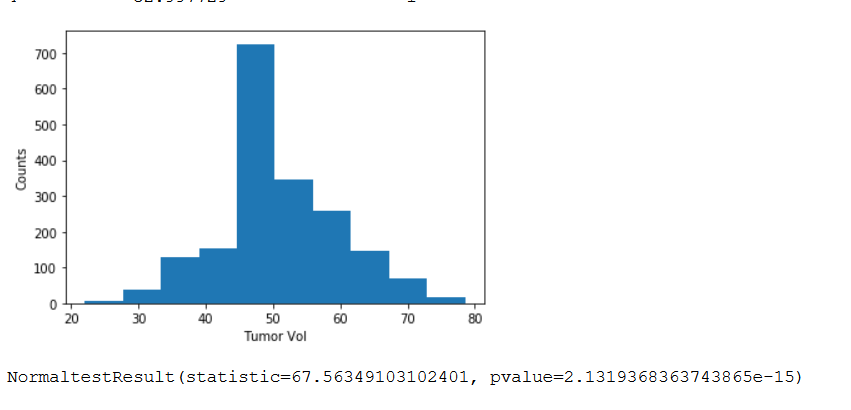 700
600
500
400
300
200
100
0
Counts
20 30 40 50 60 70 80
Tumor Vol
NormaltestResult(statistic=67.56349103102401, pvalue=2.1319368363743865e-15)